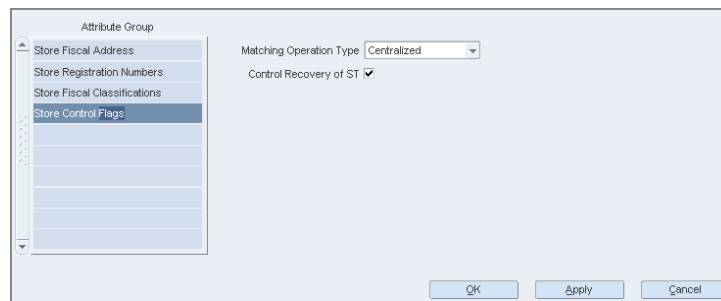 Attribute Group
Store Fiscal Address
Store Registration Numbers
Store Fiscal Classifications
Store Control Flags
Matching Operation Type Centralized
Control Recovery of ST
OK Apply Cancel